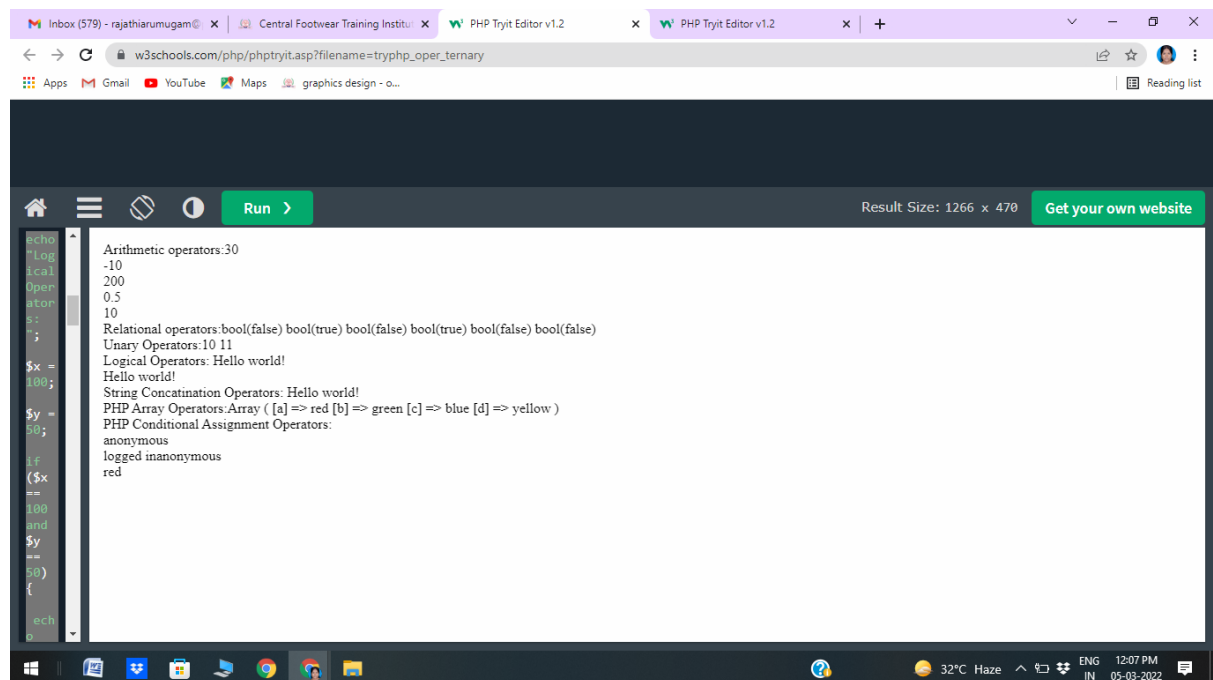 Inbox (579) - rajathiarumugam@
Central Footwear Training Institut
PHP Tryit Editor v1.2
PHP Tryit Editor v1.2
w3schools.com/php/phptryit.asp?filename=tryphp_oper_ternary
Apps
Gmail
YouTube
Maps
graphics design - o...
Reading list
Run ❯
Result Size: 1266 x 470
Get your own website
echo
"Log
ical
Oper
ator
s:
";
$x =
100;
$y =
50;
if
($x
==
100
and
$y
==
50)
{
ech
o
Arithmetic operators:30
-10
200
0.5
10
Relational operators:bool(false) bool(true) bool(false) bool(true) bool(false) bool(false)
Unary Operators:10 11
Logical Operators: Hello world!
Hello world!
String Concatination Operators: Hello world!
PHP Array Operators:Array ( [a] => red [b] => green [c] => blue [d] => yellow )
PHP Conditional Assignment Operators:
anonymous
logged inanonymous
red
32°C Haze
ENG
IN
12:07 PM
05-03-2022